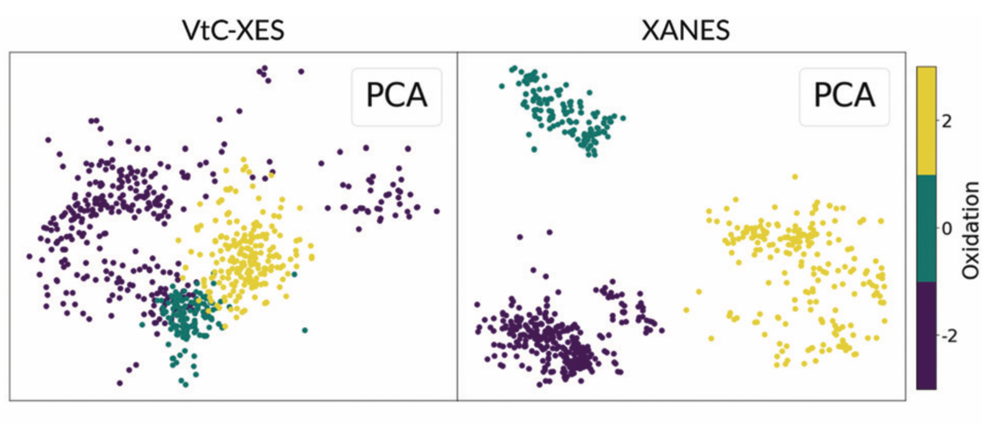 VtC-XES
XANES
PCA
PCA
2
0
-2
Oxidation